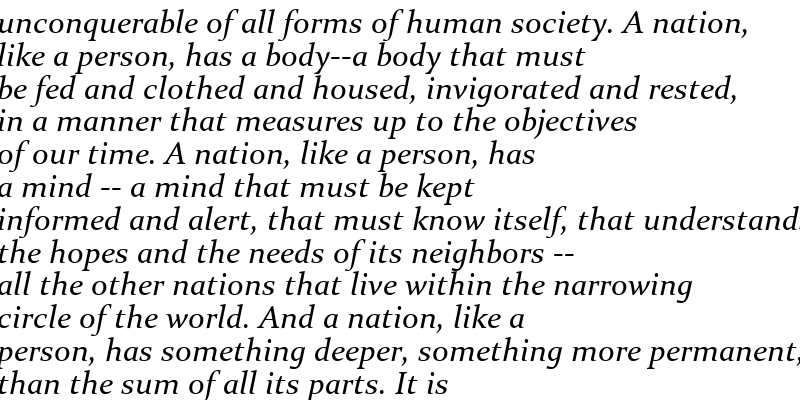 unconquerable of all forms of human society. A nation,
like a person, has a body--a body that must
be fed and clothed and housed, invigorated and rested,
in a manner that measures up to the objectives
of our time. A nation, like a person, has
a mind -- a mind that must be kept
informed and alert, that must know itself, that understands
the hopes and the needs of its neighbors --
all the other nations that live within the narrowing
circle of the world. And a nation, like a
person, has something deeper, something more permanent,
than the sum of all its parts. It is